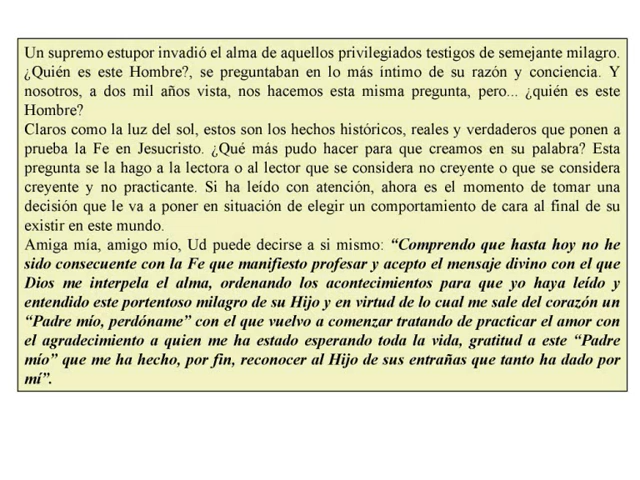 Un supremo estupor invadió el alma de aquellos privilegiados testigos de semejante milagro.
¿Quién es este Hombre?, se preguntaban en lo más íntimo de su razón y conciencia. Y
nosotros, a dos mil años vista, nos hacemos esta misma pregunta, pero... ¿quién es este
Hombre?
Claros como la luz del sol, estos son los hechos históricos, reales y verdaderos que ponen a
prueba la Fe en Jesucristo. ¿Qué más pudo hacer para que creamos en su palabra? Esta
pregunta se la hago a la lectora o al lector que se considera no creyente o que se considera
creyente y no practicante. Si ha leído con atención, ahora es el momento de tomar una
decisión que le va a poner en situación de elegir un comportamiento de cara al final de su
existir en este mundo.
Amiga mía, amigo mío, Ud puede decirse a si mismo: “Comprendo que hasta hoy no he
sido consecuente con la Fe que manifiesto profesar y acepto el mensaje divino con el que
Dios me interpela el alma, ordenando los acontecimientos para que yo haya leído y
entendido este portentoso milagro de su Hijo y en virtud de lo cual me sale del corazón un
“Padre mío, perdóname” con el que vuelvo a comenzar tratando de practicar el amor con
el agradecimiento a quien me ha estado esperando toda la vida, gratitud a este “Padre
mío” que me ha hecho, por fin, reconocer al Hijo de sus entrañas que tanto ha dado por
mí”.